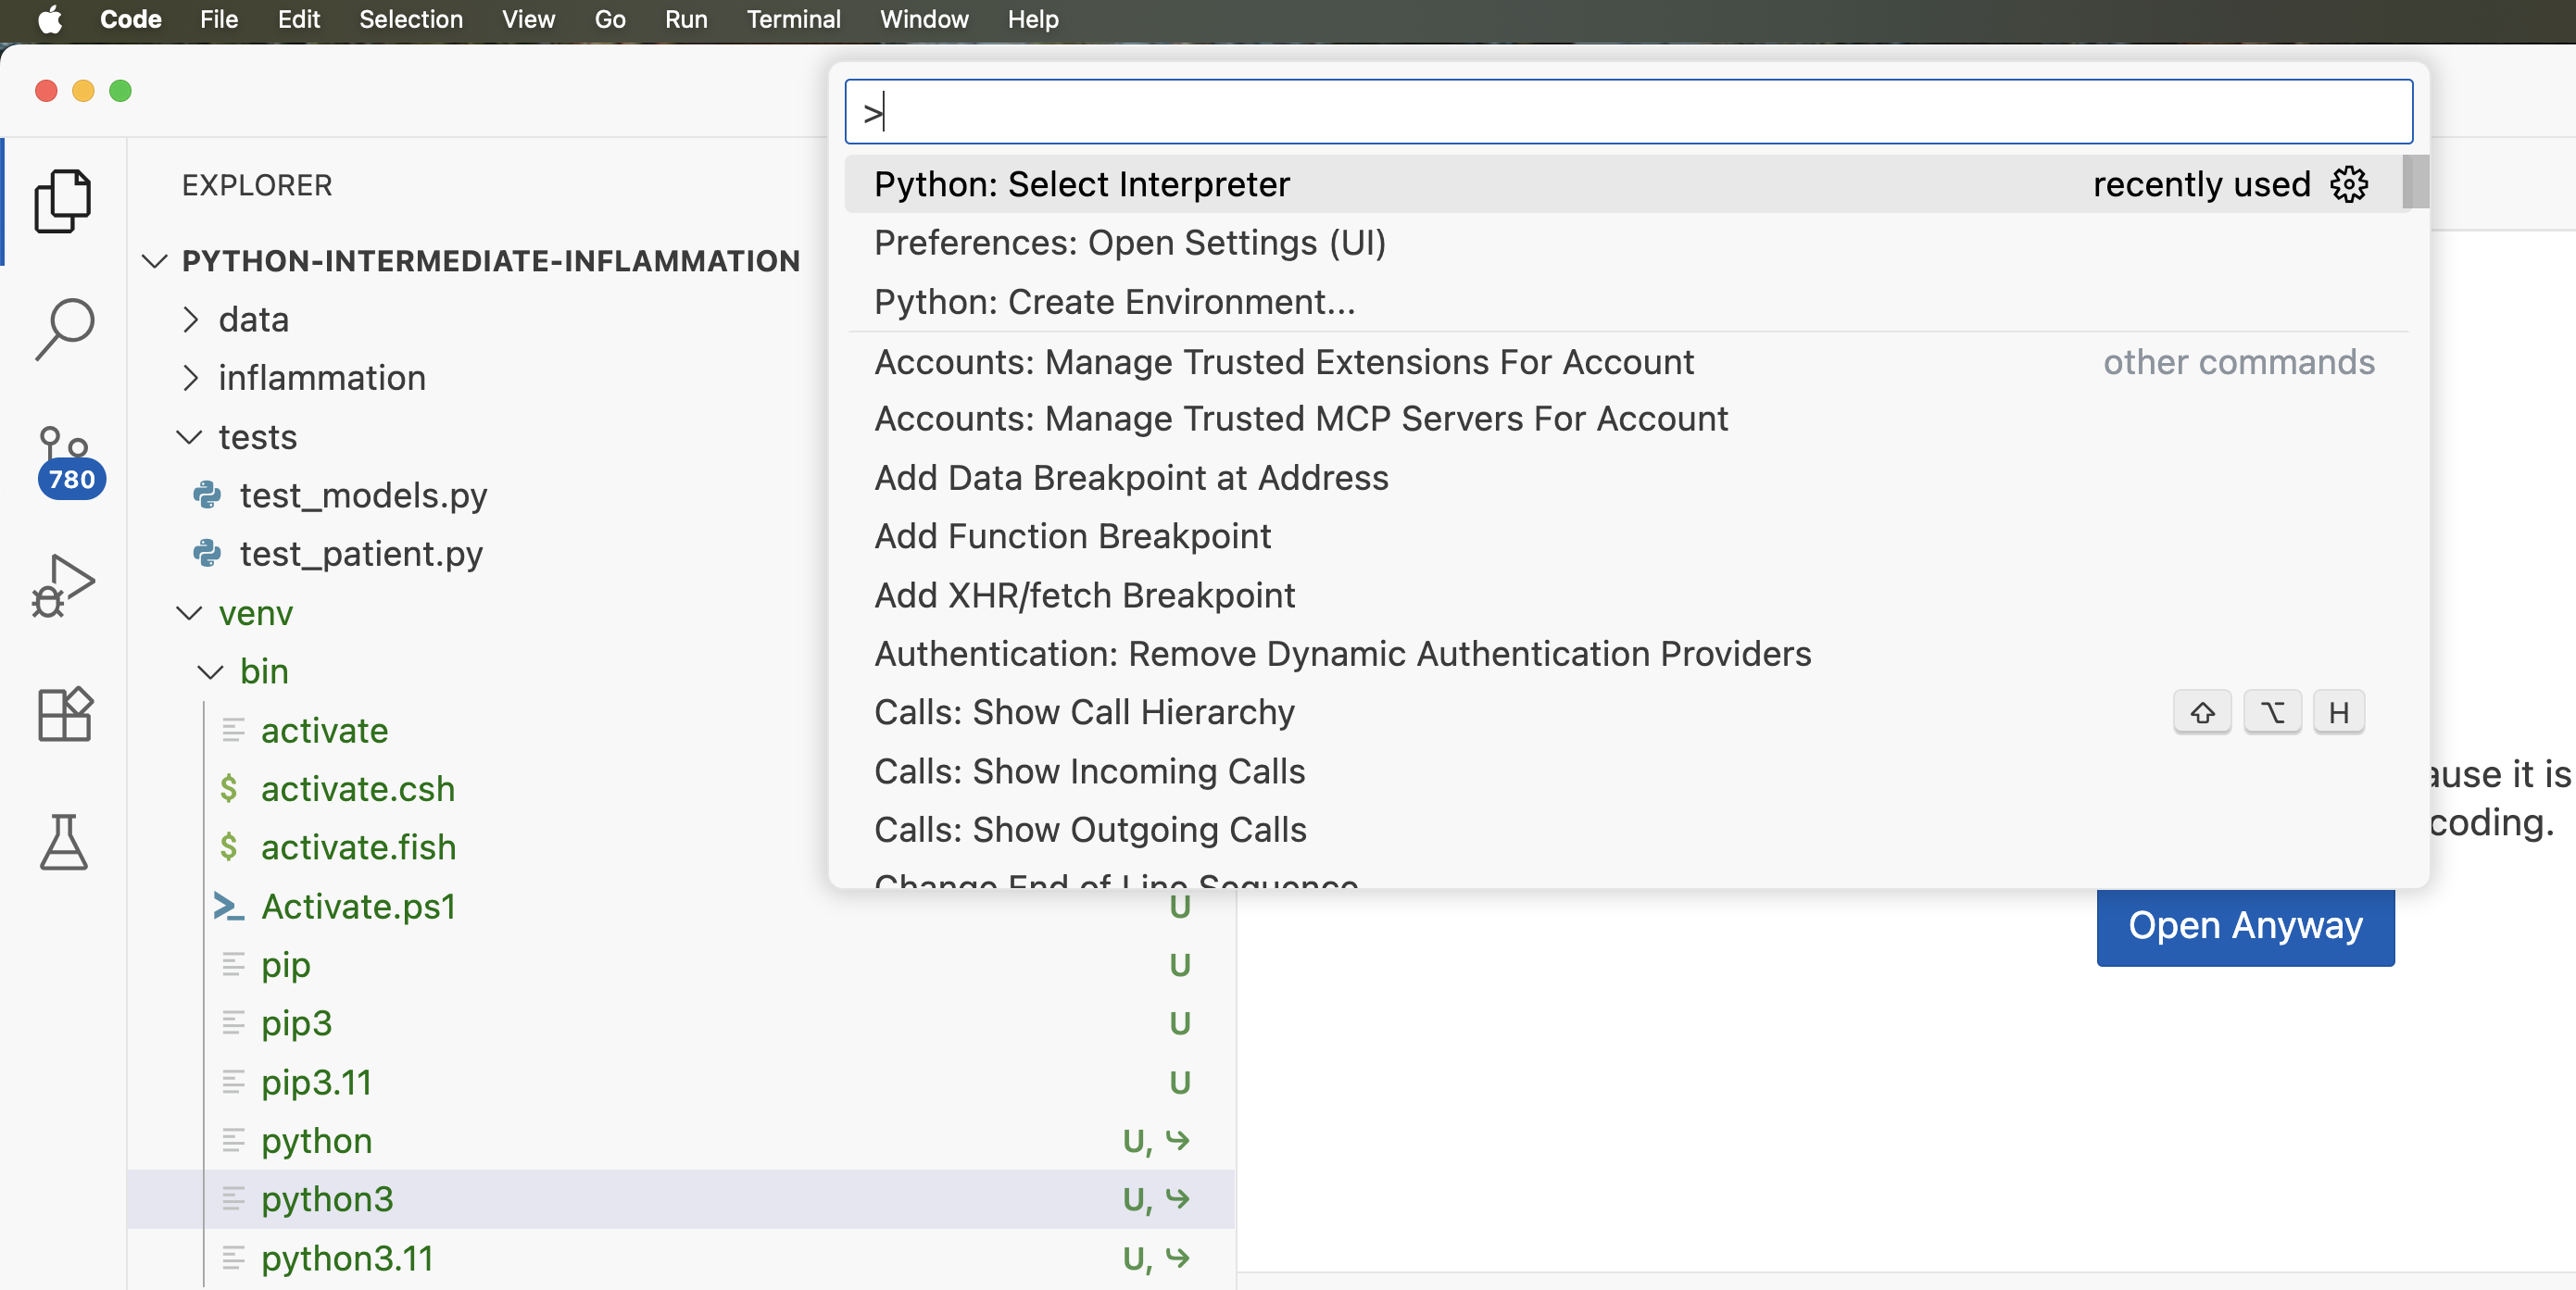 Code File Edit Selection View Go Run Terminal Window Help
>
EXPLORER
PYTHON-INTERMEDIATE-INFLAMMATION
data
inflammation
tests
test_models.py
test_patient.py
venv
bin
activate
activate.csh
activate.fish
Activate.ps1 U
pip U
pip3 U
pip3.11 U
python U,
python3 U,
python3.11 U,
780
Python: Select Interpreter recently used
Preferences: Open Settings (UI)
Python: Create Environment...
Accounts: Manage Trusted Extensions For Account other commands
Accounts: Manage Trusted MCP Servers For Account
Add Data Breakpoint at Address
Add Function Breakpoint
Add XHR/fetch Breakpoint
Authentication: Remove Dynamic Authentication Providers
Calls: Show Call Hierarchy ⇧ ⌥ H
Calls: Show Incoming Calls
Calls: Show Outgoing Calls
Change End of Line Sequence
ause it is
coding.
Open Anyway